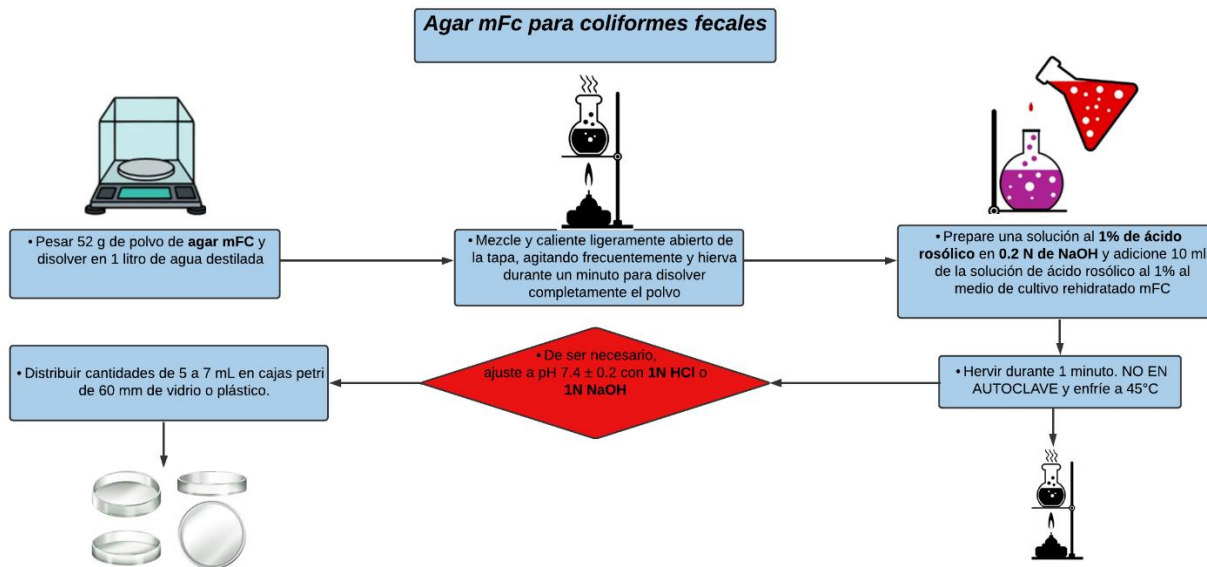 Agar mFc para coliformes fecales
• Pesar 52 g de polvo de agar mFC y
disolver en 1 litro de agua destilada
• Mezcle y caliente ligeramente abierto de
la tapa, agitando frecuentemente y hierva
durante un minuto para disolver
completamente el polvo
• Prepare una solución al 1% de ácido
rosólico en 0.2 N de NaOH y adicione 10 ml
de la solución de ácido rosólico al 1% al
medio de cultivo rehidratado mFC
• Hervir durante 1 minuto. NO EN
AUTOCLAVE y enfríe a 45°C
• De ser necesario,
ajuste a pH 7.4 ± 0.2 con 1N HCl o
1N NaOH
• Distribuir cantidades de 5 a 7 mL en cajas petri
de 60 mm de vidrio o plástico.